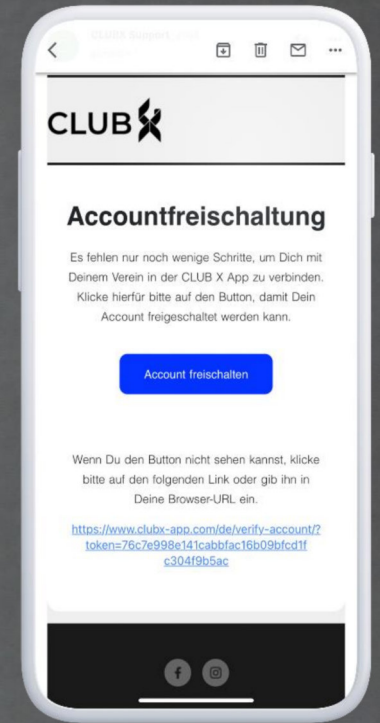 CLUBX Support
CLUB
Accountfreischaltung
Es fehlen nur noch wenige Schritte, um Dich mit
Deinem Verein in der CLUB X App zu verbinden.
Klicke hierfür bitte auf den Button, damit Dein
Account freigeschaltet werden kann.
Account freischalten
Wenn Du den Button nicht sehen kannst, klicke
bitte auf den folgenden Link oder gib ihn in
Deine Browser-URL ein.
https://www.clubx-app.com/de/verify-account/?
token=76c7e998e141cabbfac16b09bfcd1f
c304f9b5ac